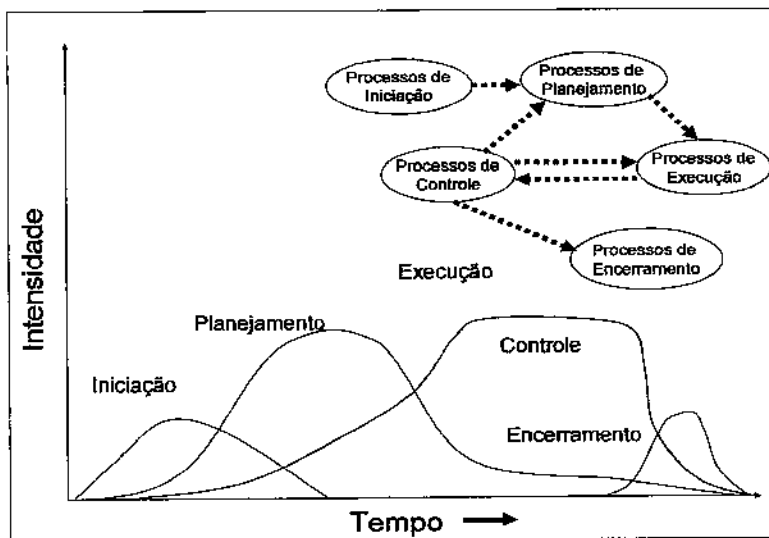 Processos de
Iniciação
Processos de
Planejamento
Processos de
Controle
Processos de
Execução
Processos de
Encerramento
Execução
Planejamento
Controle
Iniciação
Encerramento
Intensidade
Tempo